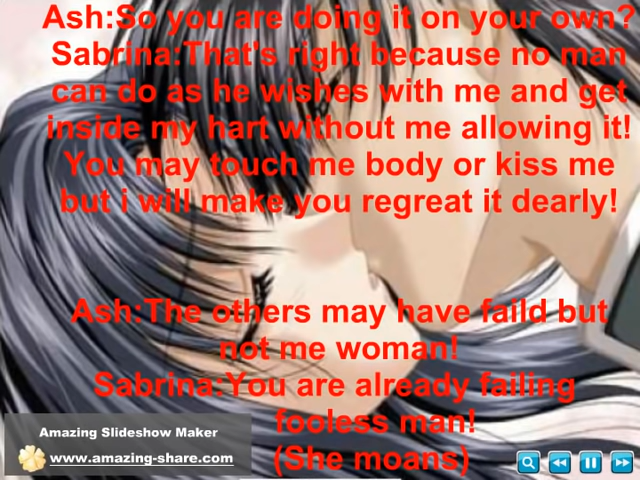 Ash:So you are doing it on your own?
Sabrina:That's right because no man
can do as he wishes with me and get
inside my hart without me allowing it!
You may touch me body or kiss me
but i will make you regreat it dearly!
Ash:The others may have faild but
not me woman!
Sabrina:You are already failing
fooless man!
(She moans)
Amazing Slideshow Maker
www.amazing-share.com